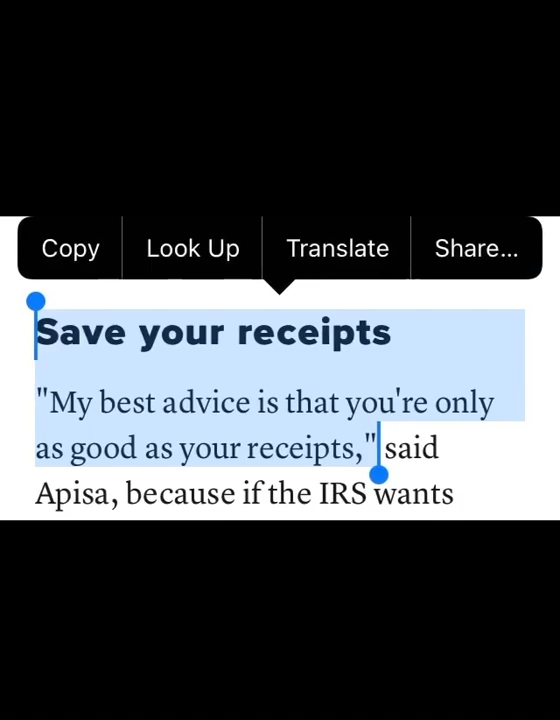 Copy Look Up Translate Share...
Save your receipts
"My best advice is that you're only
as good as your receipts," said
Apisa, because if the IRS wants